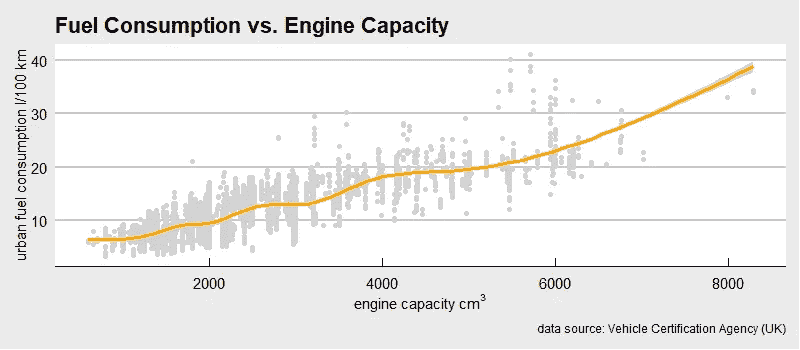 Fuel Consumption vs. Engine Capacity
urban fuel consumption l/100 km
40
30
20
10
2000 4000 6000 8000
engine capacity cm³
data source: Vehicle Certification Agency (UK)